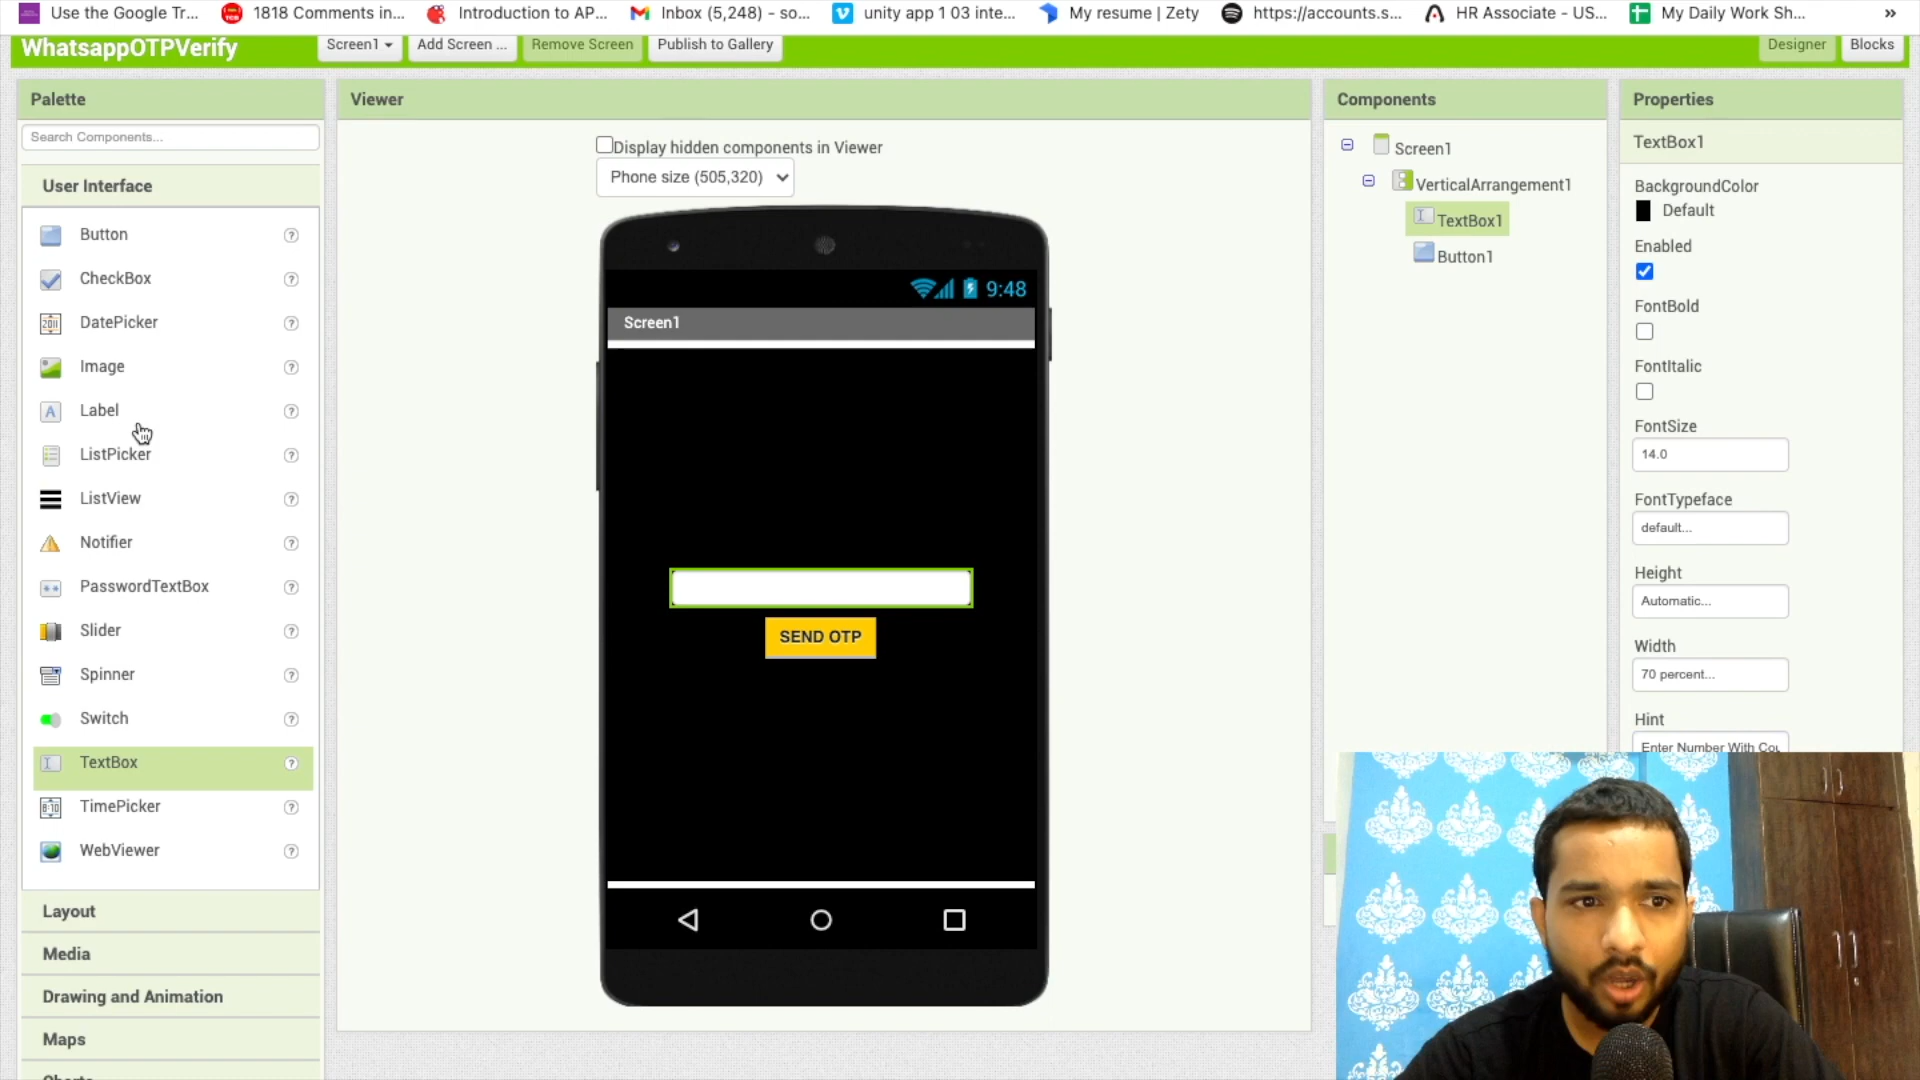 Use the Google Tr...
1818 Comments in...
Introduction to AP...
Inbox (5,248) - so...
unity app 1 03 inte...
My resume | Zety
https://accounts.s...
HR Associate - US...
My Daily Work Sh...
»
WhatsappOTPVerify
Screen1
Add Screen ...
Remove Screen
Publish to Gallery
Designer
Blocks
Palette
Search Components...
User Interface
Button ?
CheckBox ?
DatePicker ?
Image ?
Label ?
ListPicker ?
ListView ?
Notifier ?
PasswordTextBox ?
Slider ?
Spinner ?
Switch ?
TextBox ?
TimePicker ?
WebViewer ?
Layout
Media
Drawing and Animation
Maps
Viewer
Display hidden components in Viewer
Phone size (505,320)
9:48
Screen1
SEND OTP
Components
Screen1
VerticalArrangement1
TextBox1
Button1
Properties
TextBox1
BackgroundColor
Default
Enabled
FontBold
FontItalic
FontSize
14.0
FontTypeface
default...
Height
Automatic...
Width
70 percent...
Hint
Enter Number With Cou